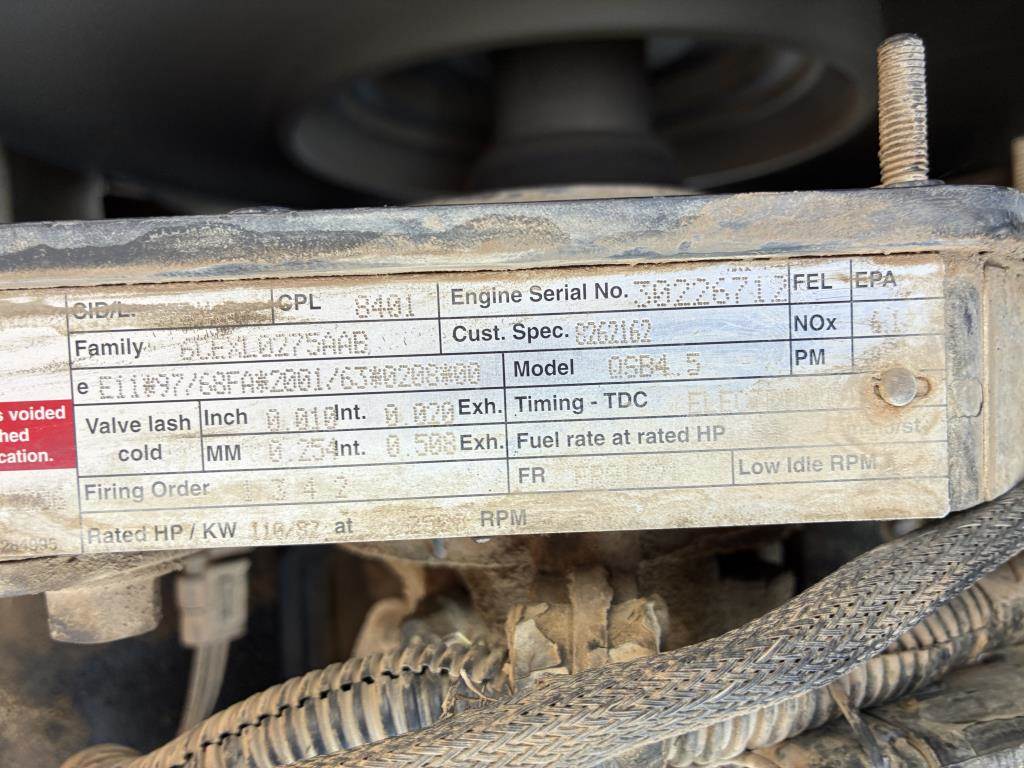 CID/L. CPL 8401 Engine Serial No. 30226712 FEL EPA
Family 6CEXL0275AAB Cust. Spec. 0262162 NOx
e E11#97/68FA#2001/63#0208#00 Model QSB4.5 PM
s voided
hed
cation.
Valve lash cold Inch 0.010 Int. 0.020 Exh. Timing - TDC
MM 0.254 Int. 0.508 Exh. Fuel rate at rated HP
Firing Order 1 3 4 2 FR Low Idle RPM
Rated HP / KW 110/82 at RPM